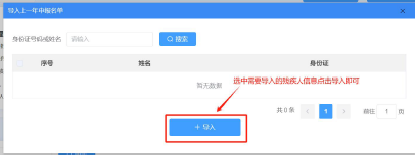 导入上一年申报名单
身份证号码或姓名 请输入 搜索
序号 姓名 身份证
暂无数据
选中需要导入的残疾人信息点击导入即可
共 0 条 1 前往 1 页
+ 导入